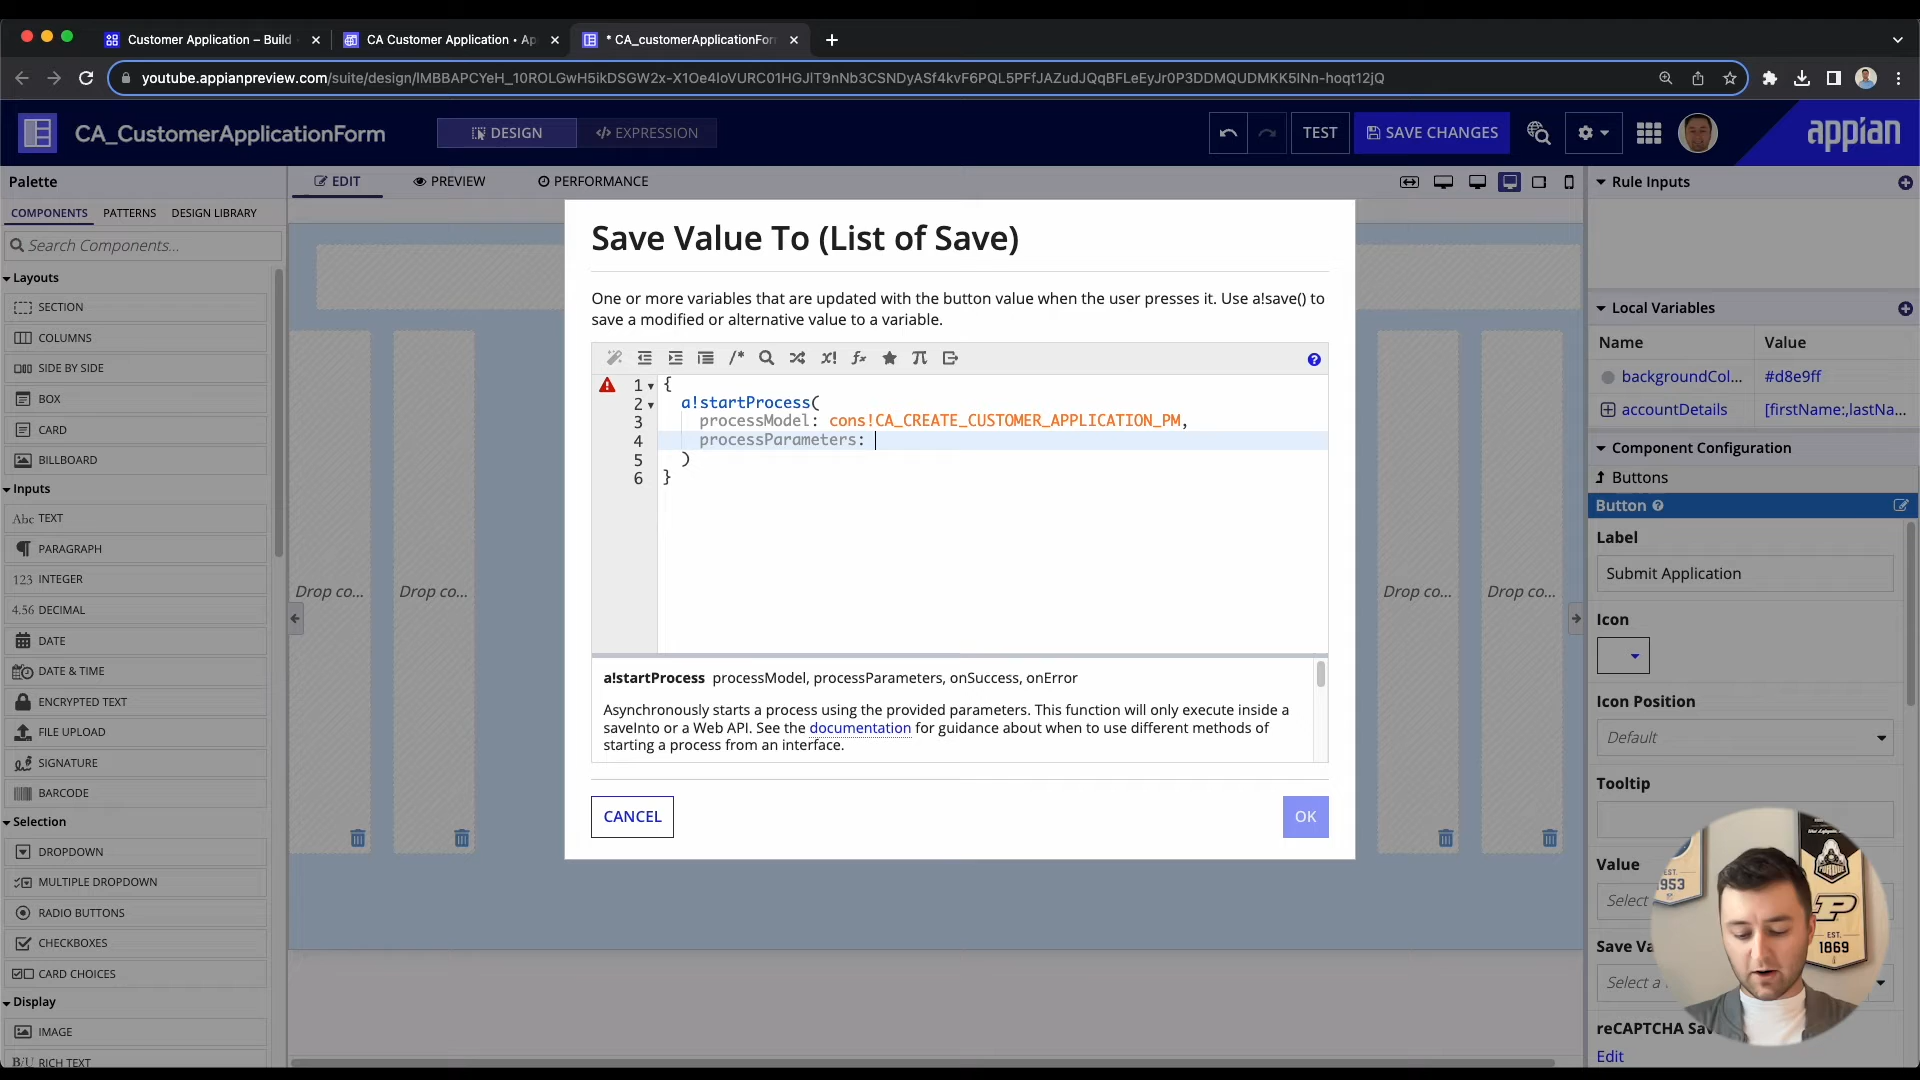 Customer Application – Build
CA Customer Application • Ap
* CA_customerApplicationForm
youtube.appianpreview.com/suite/design/
CA_CustomerApplicationForm
DESIGN
</> EXPRESSION
TEST
SAVE CHANGES
appian
Palette
EDIT
PREVIEW
PERFORMANCE
Rule Inputs
COMPONENTS
PATTERNS
DESIGN LIBRARY
Search Components...
Layouts
SECTION
COLUMNS
SIDE BY SIDE
BOX
CARD
BILLBOARD
Inputs
Abc TEXT
PARAGRAPH
123 INTEGER
4.56 DECIMAL
DATE
DATE & TIME
ENCRYPTED TEXT
FILE UPLOAD
SIGNATURE
BARCODE
Selection
DROPDOWN
MULTIPLE DROPDOWN
RADIO BUTTONS
CHECKBOXES
CARD CHOICES
Display
IMAGE
B/U RICH TEXT
Drop co...
Drop co...
Save Value To (List of Save)
One or more variables that are updated with the button value when the user presses it. Use a!save() to
save a modified or alternative value to a variable.
1 {
2 a!startProcess(
3 processModel: cons!CA_CREATE_CUSTOMER_APPLICATION_PM,
4 processParameters:
5 )
6 }
a!startProcess processModel, processParameters, onSuccess, onError
Asynchronously starts a process using the provided parameters. This function will only execute inside a
saveInto or a Web API. See the documentation for guidance about when to use different methods of
starting a process from an interface.
CANCEL
OK
Drop co...
Drop co...
Local Variables
Name
Value
backgroundCol...
#d8e9ff
accountDetails
[firstName:,lastNa...
Component Configuration
Buttons
Button
Label
Submit Application
Icon
Icon Position
Default
Tooltip
Value
Select
Save Va
Select a
reCAPTCHA Sa
Edit
EST.
1953
P
EST.
1869